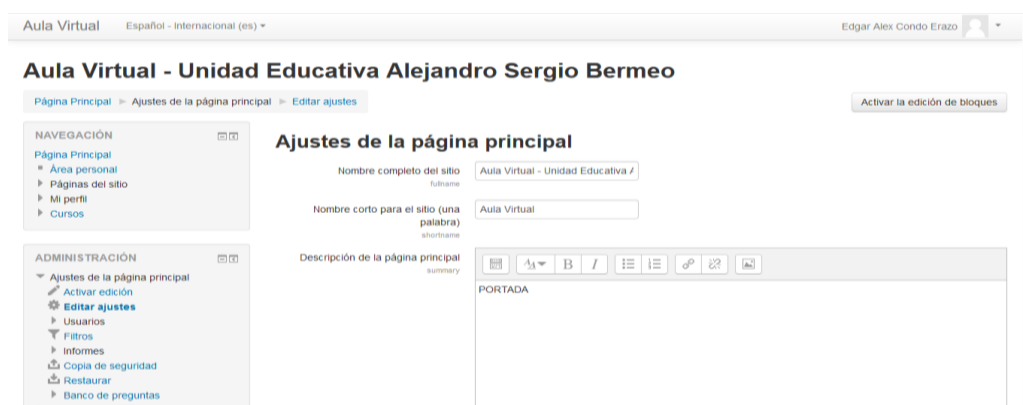 Aula Virtual Español - Internacional (es) Edgar Alex Condo Erazo
Aula Virtual - Unidad Educativa Alejandro Sergio Bermeo
Página Principal Ajustes de la página principal Editar ajustes Activar la edición de bloques
NAVEGACIÓN
Página Principal
Área personal
Páginas del sitio
Mi perfil
Cursos
ADMINISTRACIÓN
Ajustes de la página principal
Activar edición
Editar ajustes
Usuarios
Filtros
Informes
Copia de seguridad
Restaurar
Banco de preguntas
Ajustes de la página principal
Nombre completo del sitio Aula Virtual - Unidad Educativa A
fullname
Nombre corto para el sitio (una Aula Virtual
palabra)
shortname
Descripción de la página principal
summary
B I
PORTADA